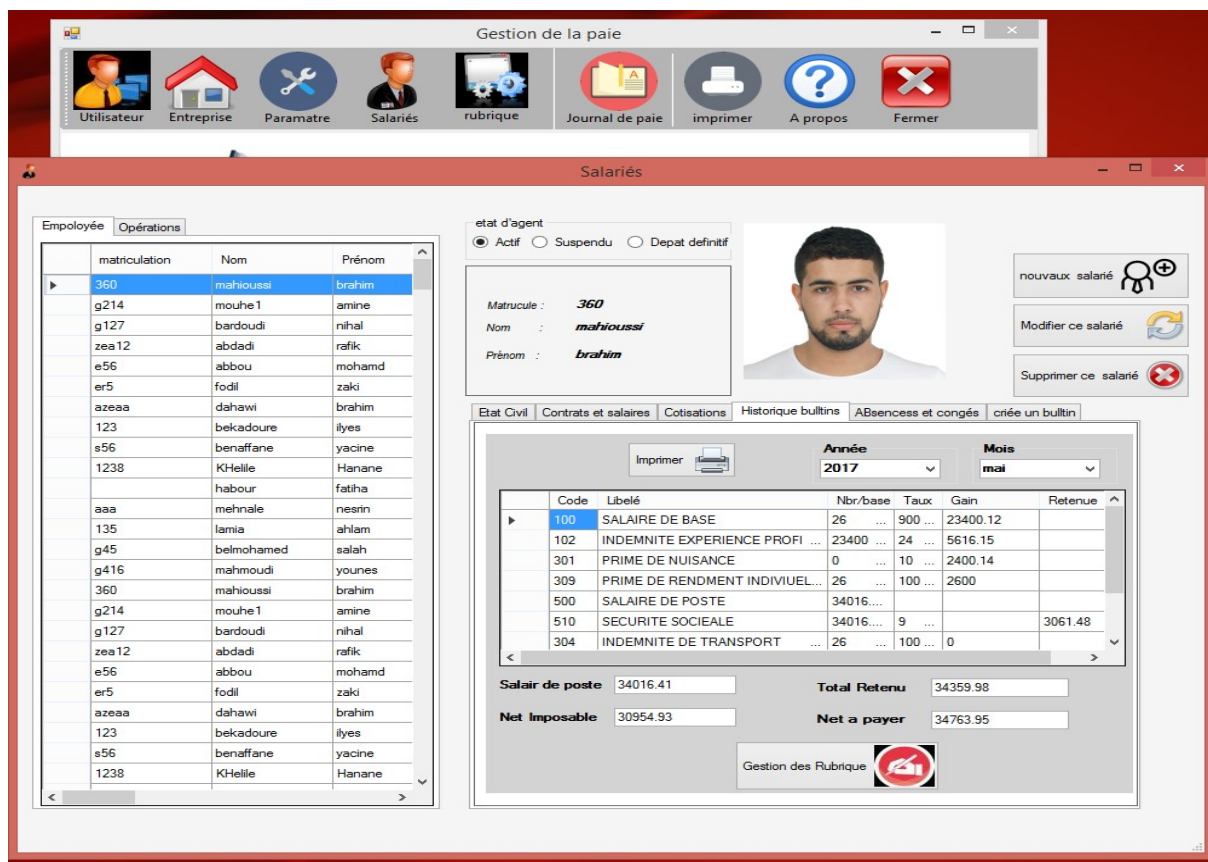 Gestion de la paie
Utilisateur Entreprise Paramatre Salariés rubrique Journal de paie imprimer A propos Fermer
Salariés
Empoloyée Opérations
matriculation Nom Prénom
360 mahioussi brahim
g214 mouhe1 amine
g127 bardoudi nihal
zea12 abdadi rafik
e56 abbou mohamd
er5 fodil zaki
azeaa dahawi brahim
123 bekadoure ilyes
s56 benaffane yacine
1238 KHelile Hanane
habour fatiha
aaa mehnale nesrin
135 lamia ahlam
g45 belmohamed salah
g416 mahmoudi younes
360 mahioussi brahim
g214 mouhe1 amine
g127 bardoudi nihal
zea12 abdadi rafik
e56 abbou mohamd
er5 fodil zaki
azeaa dahawi brahim
123 bekadoure ilyes
s56 benaffane yacine
1238 KHelile Hanane
etat d'agent
Actif Suspendu Depat definitif
Matrucule : 360
Nom : mahioussi
Prénom : brahim
nouvaux salarié
Modifier ce salarié
Supprimer ce salarié
Etat Civil Contrats et salaires Cotisations Historique bulltins ABsencess et congés criée un bulltin
Imprimer
Année Mois
2017 mai
Code Libelé Nbr/base Taux Gain Retenue
100 SALAIRE DE BASE 26 ... 900 ... 23400.12
102 INDEMNITE EXPERIENCE PROFI ... 23400 ... 24 ... 5616.15
301 PRIME DE NUISANCE 0 ... 10 ... 2400.14
309 PRIME DE RENDMENT INDIVIUEL... 26 ... 100 ... 2600
500 SALAIRE DE POSTE 34016....
510 SECURITE SOCIEALE 34016.... 9 ... 3061.48
304 INDEMNITE DE TRANSPORT ... 26 ... 100 ... 0
Salair de poste 34016.41 Total Retenu 34359.98
Net Imposable 30954.93 Net a payer 34763.95
Gestion des Rubrique